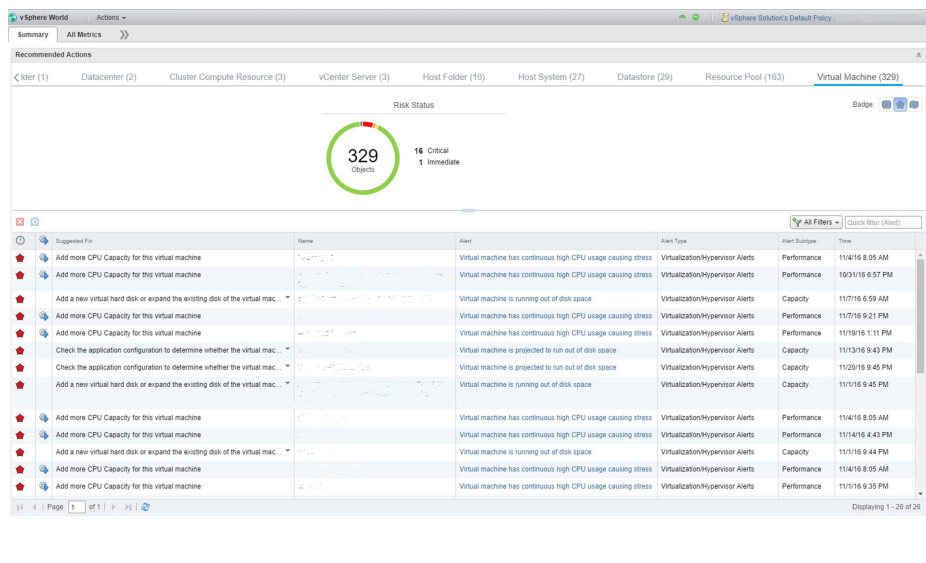 vSphere World Actions vSphere Solution's Default Policy
Summary All Metrics
Recommended Actions
lder (1) Datacenter (2) Cluster Compute Resource (3) vCenter Server (3) Host Folder (10) Host System (27) Datastore (29) Resource Pool (163) Virtual Machine (329)
Risk Status
Badge:
329
Objects
16 Critical
1 Immediate
All Filters Quick filter (Alert)
Suggested Fix Name Alert Alert Type Alert Subtype Time
Add more CPU Capacity for this virtual machine Virtual machine has continuous high CPU usage causing stress Virtualization/Hypervisor Alerts Performance 11/4/16 8:05 AM
Add more CPU Capacity for this virtual machine Virtual machine has continuous high CPU usage causing stress Virtualization/Hypervisor Alerts Performance 10/31/16 6:57 PM
Add a new virtual hard disk or expand the existing disk of the virtual mac... Virtual machine is running out of disk space Virtualization/Hypervisor Alerts Capacity 11/7/16 6:59 AM
Add more CPU Capacity for this virtual machine Virtual machine has continuous high CPU usage causing stress Virtualization/Hypervisor Alerts Performance 11/7/16 9:21 PM
Add more CPU Capacity for this virtual machine Virtual machine has continuous high CPU usage causing stress Virtualization/Hypervisor Alerts Performance 11/19/16 1:11 PM
Check the application configuration to determine whether the virtual mac... Virtual machine is projected to run out of disk space Virtualization/Hypervisor Alerts Capacity 11/13/16 9:43 PM
Check the application configuration to determine whether the virtual mac... Virtual machine is projected to run out of disk space Virtualization/Hypervisor Alerts Capacity 11/20/16 9:45 PM
Add a new virtual hard disk or expand the existing disk of the virtual mac... Virtual machine is running out of disk space Virtualization/Hypervisor Alerts Capacity 11/1/16 9:45 PM
Add more CPU Capacity for this virtual machine Virtual machine has continuous high CPU usage causing stress Virtualization/Hypervisor Alerts Performance 11/4/16 8:05 AM
Add more CPU Capacity for this virtual machine Virtual machine has continuous high CPU usage causing stress Virtualization/Hypervisor Alerts Performance 11/14/16 4:43 PM
Add a new virtual hard disk or expand the existing disk of the virtual mac... Virtual machine is running out of disk space Virtualization/Hypervisor Alerts Capacity 11/1/16 9:44 PM
Add more CPU Capacity for this virtual machine Virtual machine has continuous high CPU usage causing stress Virtualization/Hypervisor Alerts Performance 11/4/16 8:05 AM
Add more CPU Capacity for this virtual machine Virtual machine has continuous high CPU usage causing stress Virtualization/Hypervisor Alerts Performance 11/1/16 9:35 PM
Page 1 of 1 Displaying 1 - 26 of 26